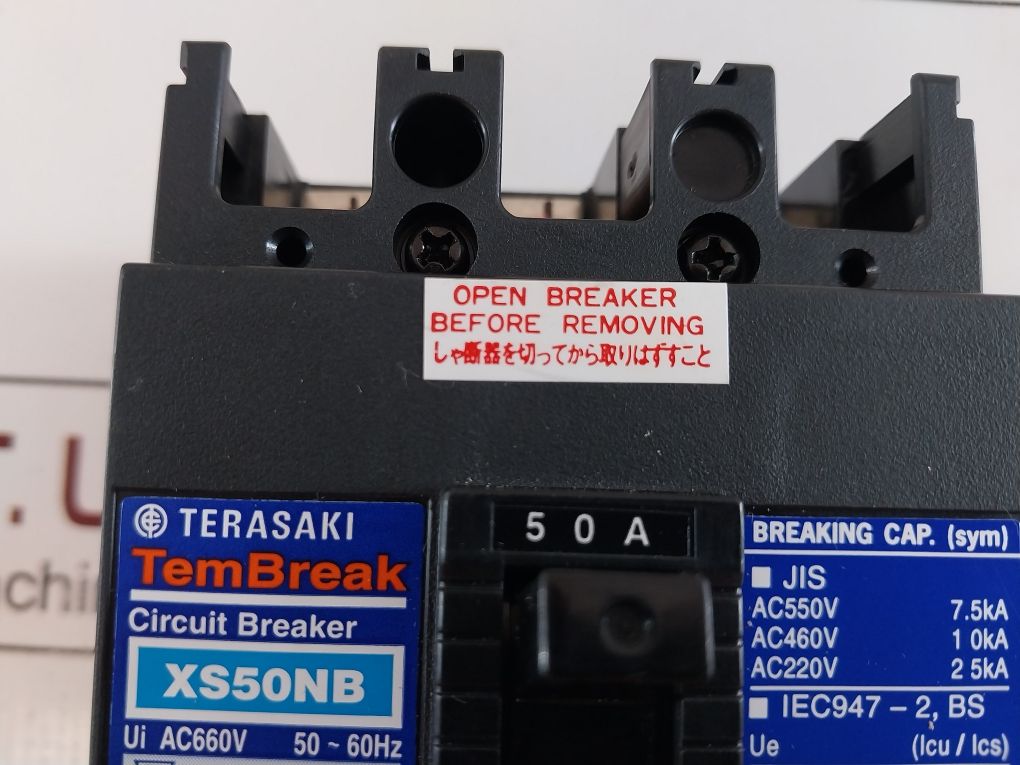 OPEN BREAKER
BEFORE REMOVING
しゃ断器を切ってから取りはずすこと
50A
TERASAKI
TemBreak
Circuit Breaker
XS50NB
Ui AC660V 50 ~ 60Hz
BREAKING CAP. (sym)
■ JIS
AC550V 7.5kA
AC460V 10kA
AC220V 25kA
■ IEC947 – 2, BS
Ue (Icu / Ics)